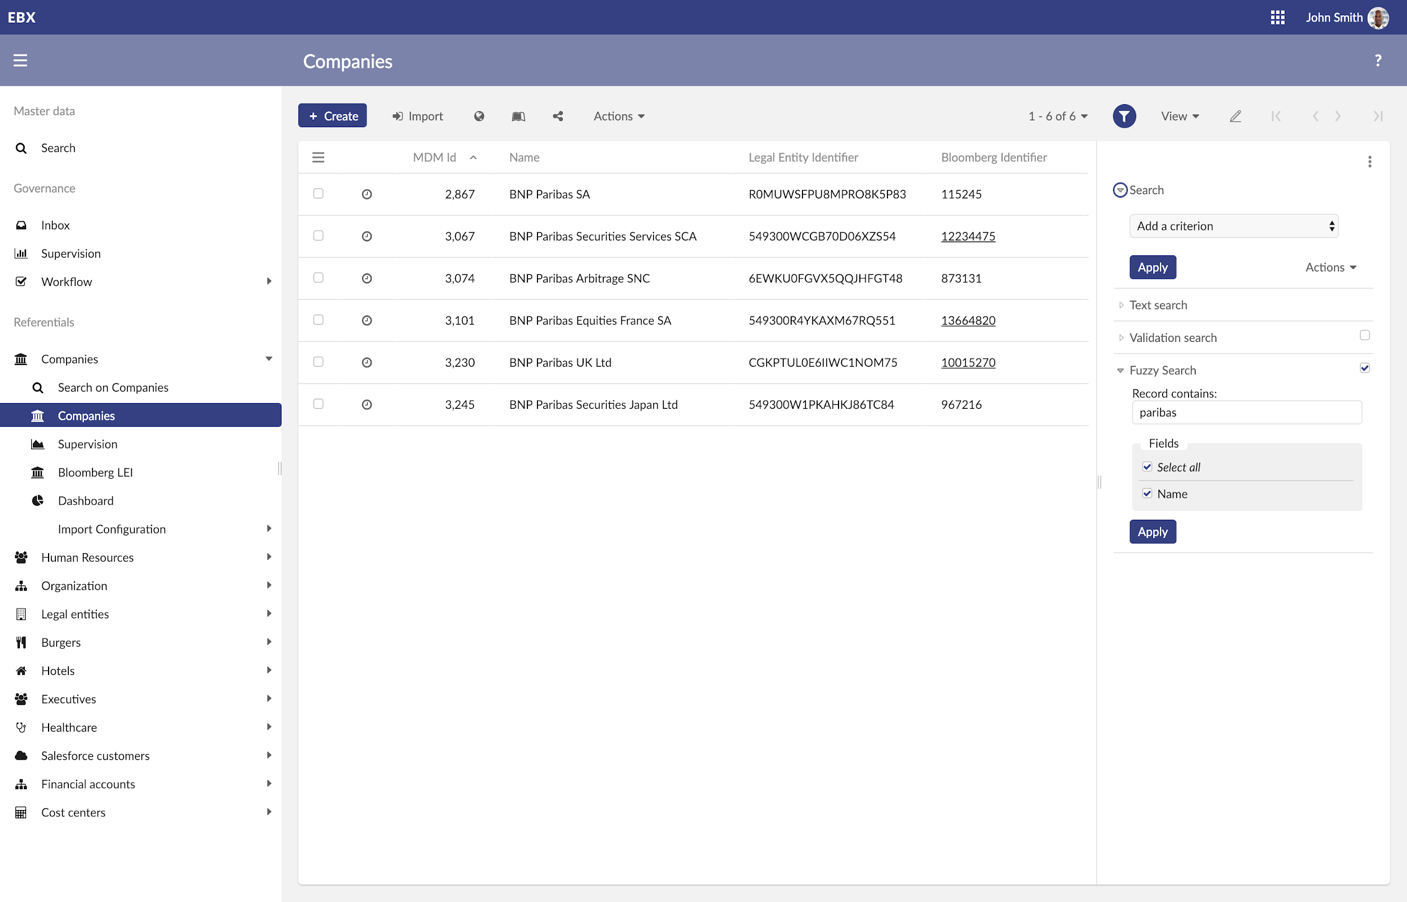 EBX
John Smith
Companies
?
Master data
Search
Governance
Inbox
Supervision
Workflow
Referentials
Companies
Search on Companies
Companies
Supervision
Bloomberg LEI
Dashboard
Import Configuration
Human Resources
Organization
Legal entities
Burgers
Hotels
Executives
Healthcare
Salesforce customers
Financial accounts
Cost centers
+ Create Import Actions 1 - 6 of 6 View
MDM Id Name Legal Entity Identifier Bloomberg Identifier
2,867 BNP Paribas SA R0MUWSFPU8MPRO8K5P83 115245
3,067 BNP Paribas Securities Services SCA 549300WCGB70D06XZS54 12234475
3,074 BNP Paribas Arbitrage SNC 6EWKU0FGVX5QQJHFGT48 873131
3,101 BNP Paribas Equities France SA 549300R4YKAXM67RQ551 13664820
3,230 BNP Paribas UK Ltd CGKPTUL0E6IIWC1NOM75 10015270
3,245 BNP Paribas Securities Japan Ltd 549300W1PKAHKJ86TC84 967216
Search
Add a criterion
Apply Actions
Text search
Validation search
Fuzzy Search
Record contains:
paribas
Fields
Select all
Name
Apply